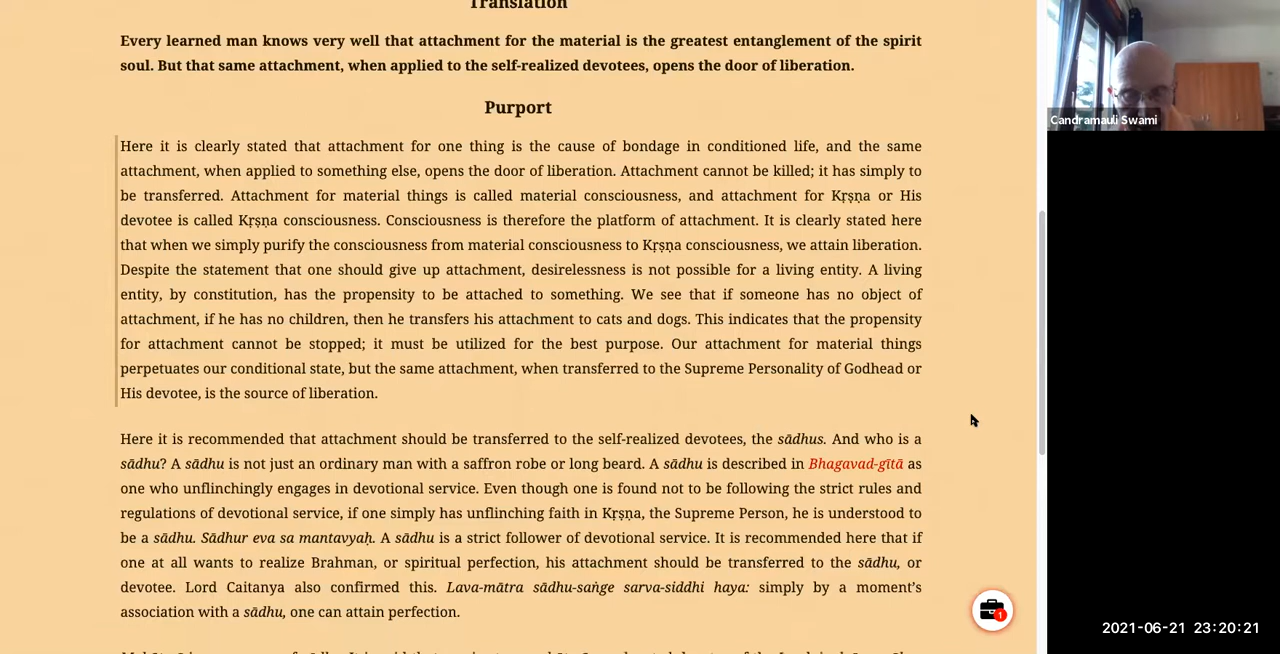 Translation
Every learned man knows very well that attachment for the material is the greatest entanglement of the spirit
soul. But that same attachment, when applied to the self-realized devotees, opens the door of liberation.
Purport
Here it is clearly stated that attachment for one thing is the cause of bondage in conditioned life, and the same
attachment, when applied to something else, opens the door of liberation. Attachment cannot be killed; it has simply to
be transferred. Attachment for material things is called material consciousness, and attachment for Kṛṣṇa or His
devotee is called Kṛṣṇa consciousness. Consciousness is therefore the platform of attachment. It is clearly stated here
that when we simply purify the consciousness from material consciousness to Kṛṣṇa consciousness, we attain liberation.
Despite the statement that one should give up attachment, desirelessness is not possible for a living entity. A living
entity, by constitution, has the propensity to be attached to something. We see that if someone has no object of
attachment, if he has no children, then he transfers his attachment to cats and dogs. This indicates that the propensity
for attachment cannot be stopped; it must be utilized for the best purpose. Our attachment for material things
perpetuates our conditional state, but the same attachment, when transferred to the Supreme Personality of Godhead or
His devotee, is the source of liberation.
Here it is recommended that attachment should be transferred to the self-realized devotees, the sādhus. And who is a
sādhu? A sādhu is not just an ordinary man with a saffron robe or long beard. A sādhu is described in Bhagavad-gītā as
one who unflinchingly engages in devotional service. Even though one is found not to be following the strict rules and
regulations of devotional service, if one simply has unflinching faith in Kṛṣṇa, the Supreme Person, he is understood to
be a sādhu. Sādhur eva sa mantavyaḥ. A sādhu is a strict follower of devotional service. It is recommended here that if
one at all wants to realize Brahman, or spiritual perfection, his attachment should be transferred to the sādhu, or
devotee. Lord Caitanya also confirmed this. Lava-mātra sādhu-saṅge sarva-siddhi haya: simply by a moment's
association with a sādhu, one can attain perfection.
Candramauli Swami
1
2021-06-21 23:20:21